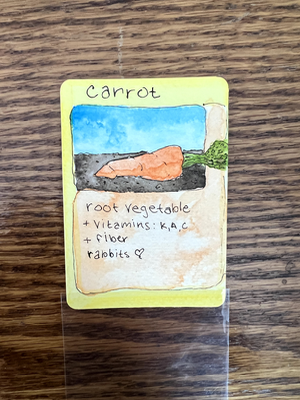 carrot
root vegetable
+ vitamins: K, A, C
+ fiber
rabbits ♡